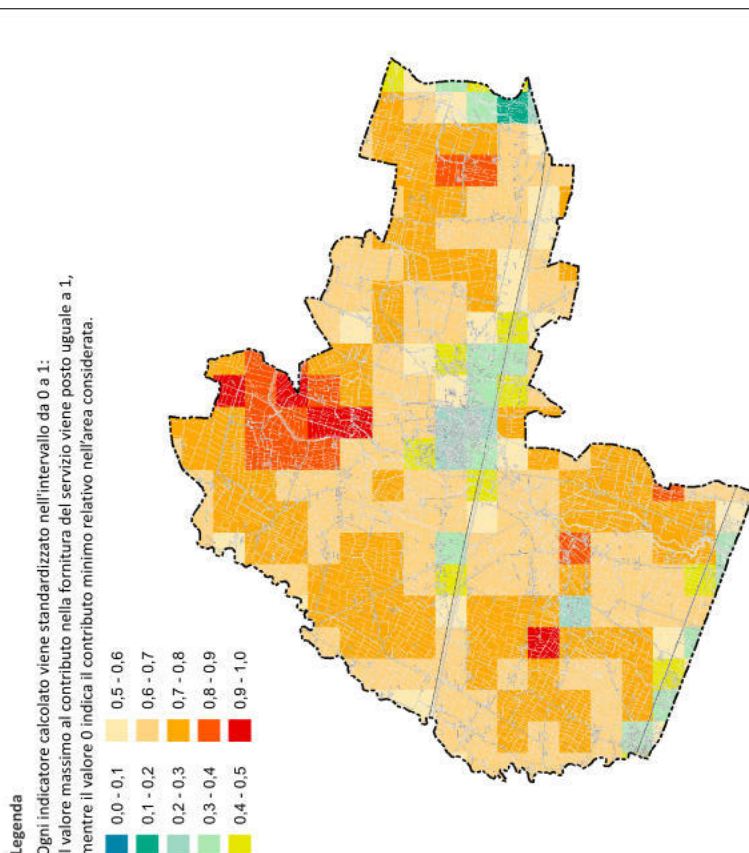 Legenda
Ogni indicatore calcolato viene standardizzato nell'intervallo da 0 a 1:
il valore massimo al contributo nella fornitura del servizio viene posto uguale a 1,
mentre il valore 0 indica il contributo minimo relativo nell'area considerata.
0,0 - 0,1
0,1 - 0,2
0,2 - 0,3
0,3 - 0,4
0,4 - 0,5
0,5 - 0,6
0,6 - 0,7
0,7 - 0,8
0,8 - 0,9
0,9 - 1,0